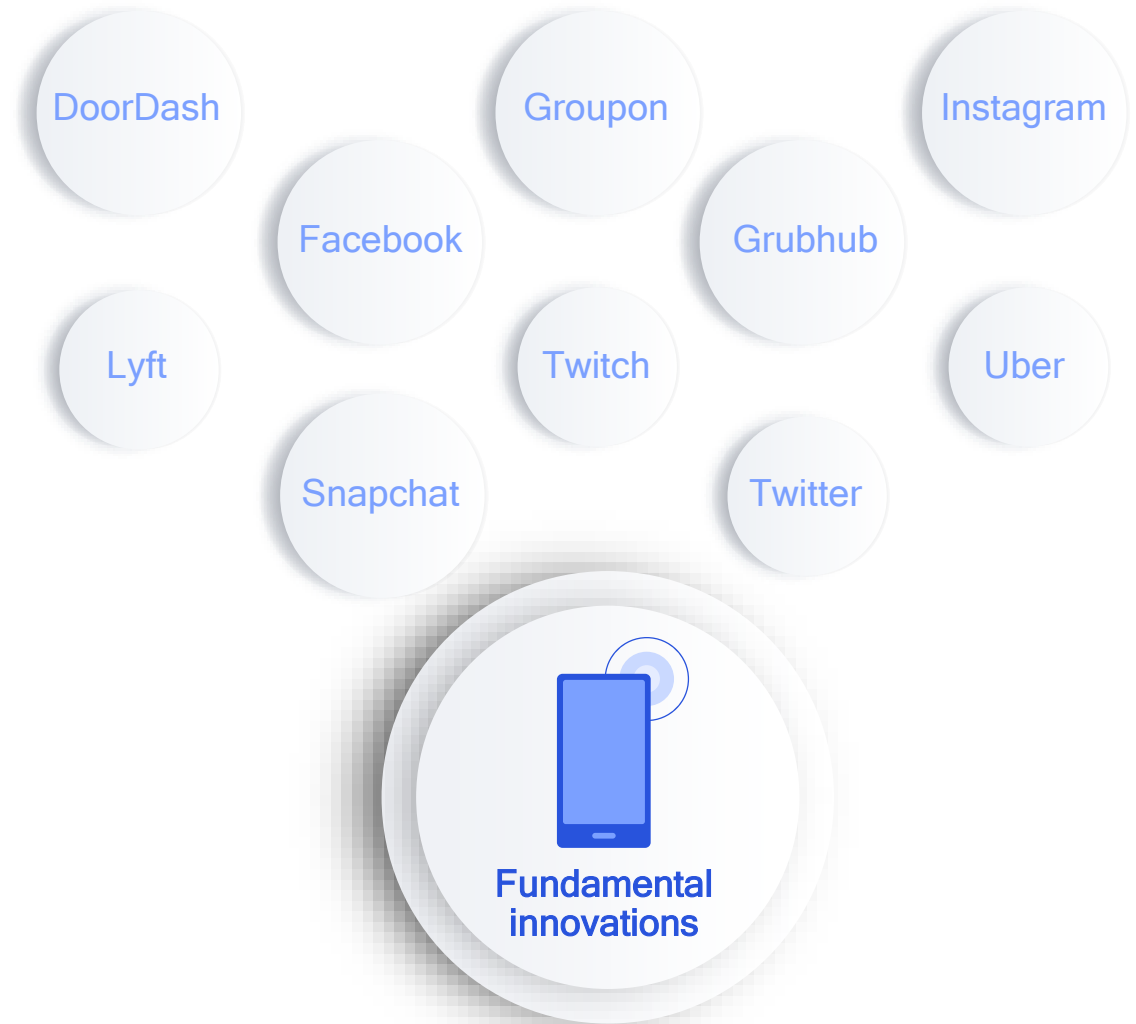 DoorDash
Groupon
Instagram
Facebook
Grubhub
Lyft
Twitch
Uber
Snapchat
Twitter
Fundamental
innovations